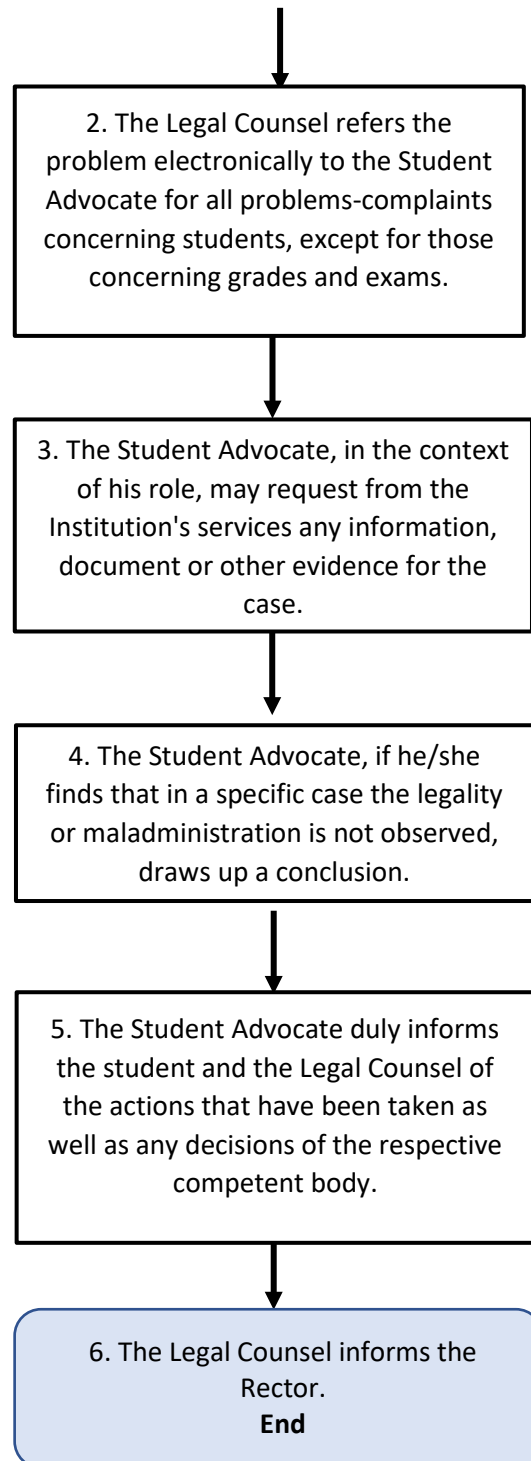 2. The Legal Counsel refers the
problem electronically to the Student
Advocate for all problems-complaints
concerning students, except for those
concerning grades and exams.
3. The Student Advocate, in the context
of his role, may request from the
Institution's services any information,
document or other evidence for the
case.
4. The Student Advocate, if he/she
finds that in a specific case the legality
or maladministration is not observed,
draws up a conclusion.
5. The Student Advocate duly informs
the student and the Legal Counsel of
the actions that have been taken as
well as any decisions of the respective
competent body.
6. The Legal Counsel informs the
Rector.
End